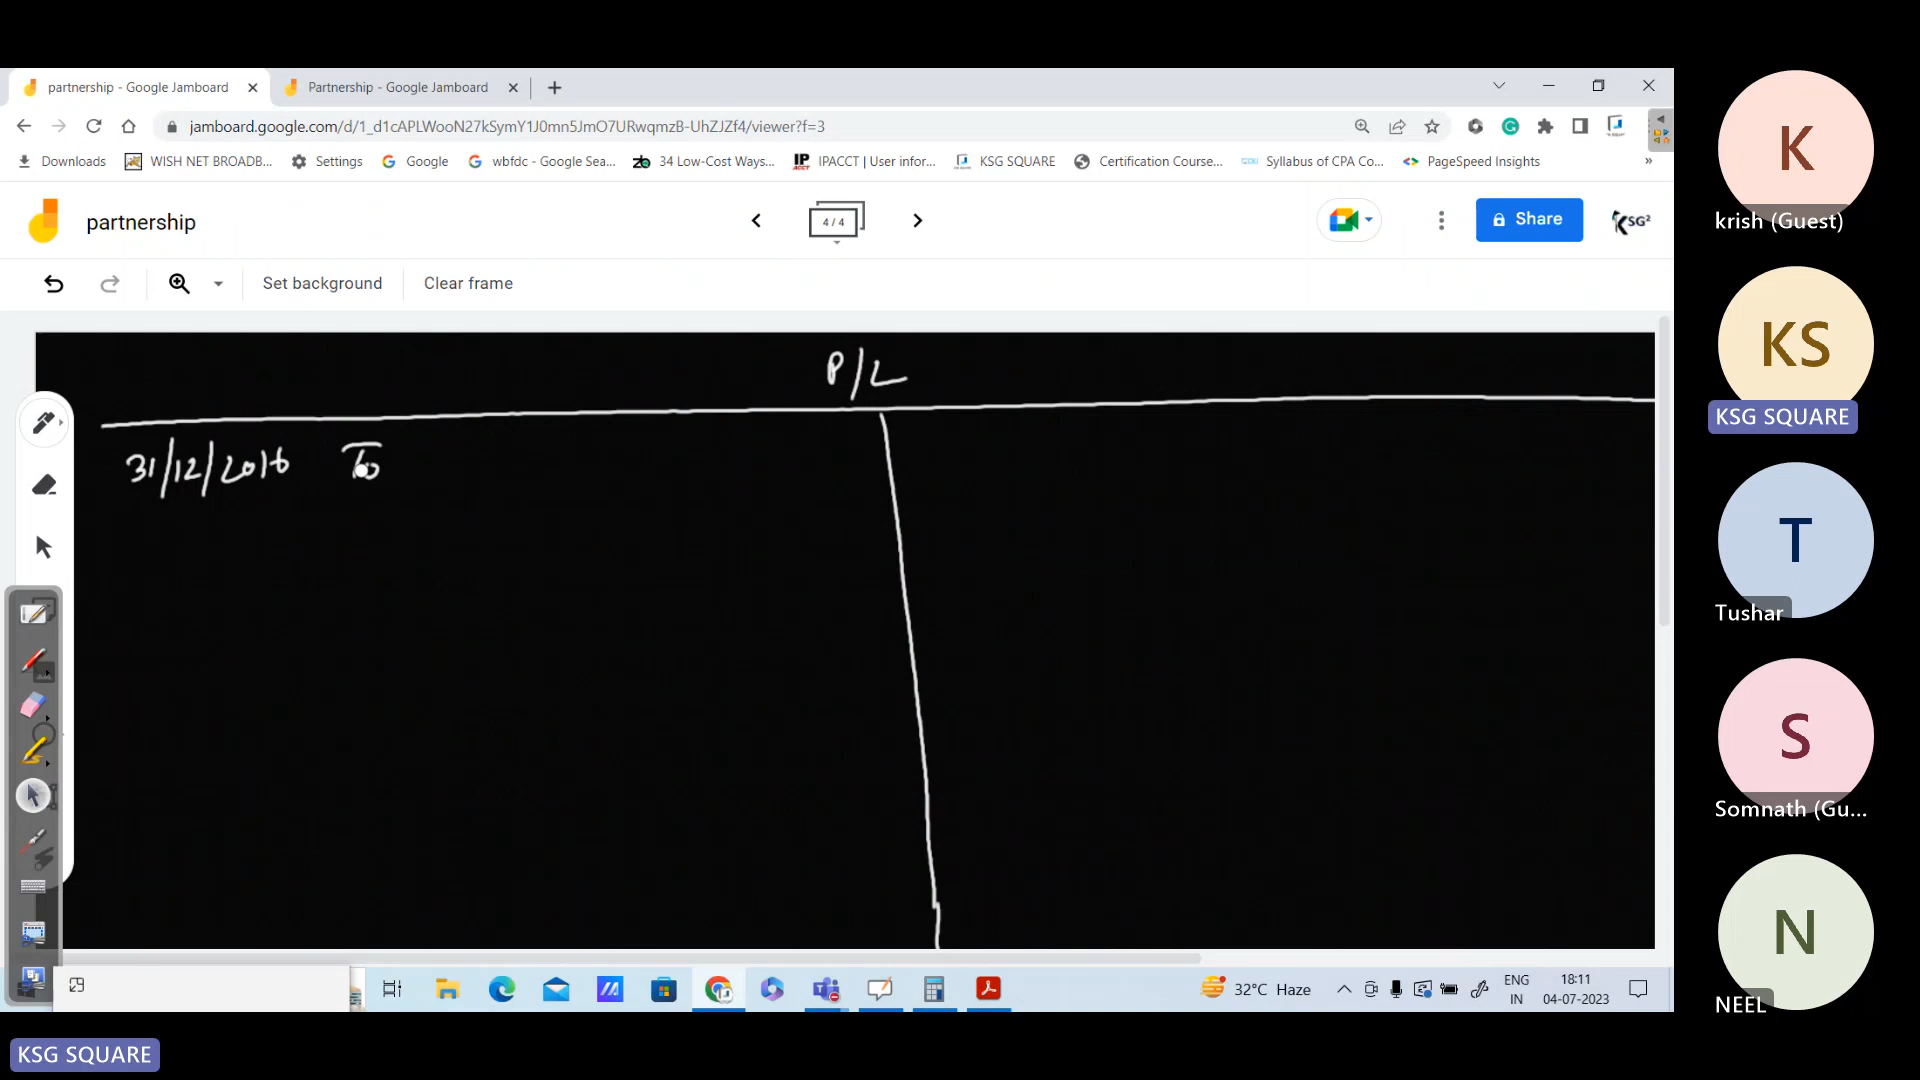 partnership - Google Jamboard
Partnership - Google Jamboard
jamboard.google.com/d/1_d1cAPLWooN27kSymY1J0mn5JmO7URwqmzB-UhZJZf4/viewer?f=3
Downloads
WISH NET BROADB...
Settings
Google
wbfdc - Google Sea...
34 Low-Cost Ways...
IPACCT | User infor...
KSG SQUARE
Certification Course...
Syllabus of CPA Co...
PageSpeed Insights
»
partnership
4 / 4
Share
KSG²
Set background
Clear frame
P/L
31/12/2016 To
32°C Haze
ENG
IN
18:11
04-07-2023
K
krish (Guest)
KS
KSG SQUARE
T
Tushar
S
Somnath (Gu...
N
NEEL
KSG SQUARE